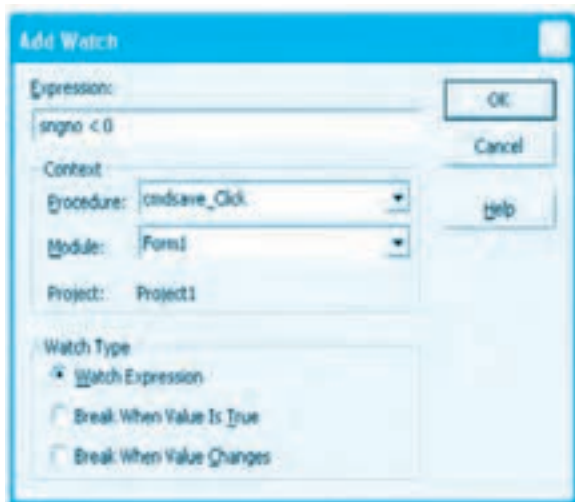 Add Watch
Expression:
sngno < 0
OK
Cancel
Help
Context
Procedure: cmdsave_Click
Module: Form1
Project: Project1
Watch Type
Watch Expression
Break When Value Is True
Break When Value Changes